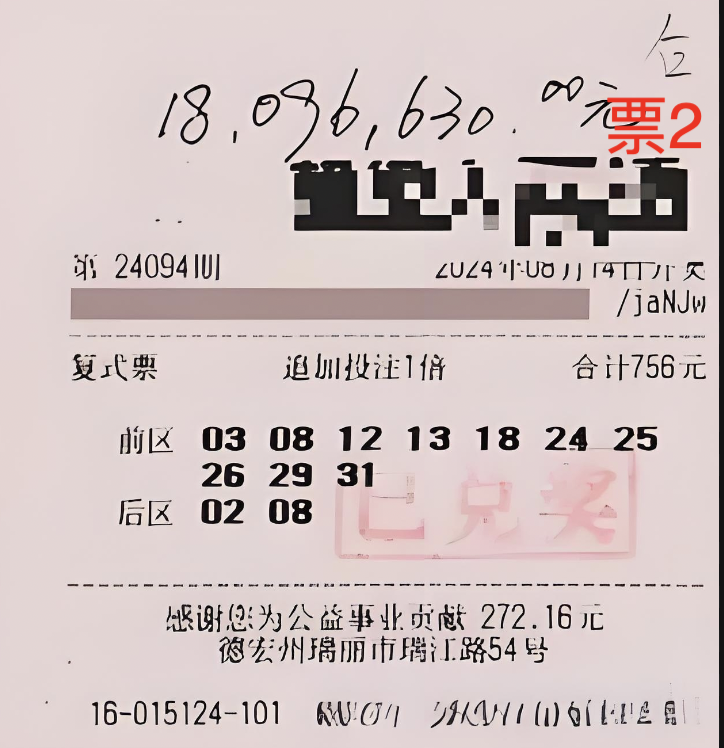 合
18,096,630.00元
票2
第 24094期
2024年08月14日开奖
/jaNJw
复式票 追加投注1倍 合计756元
前区 03 08 12 13 18 24 25
26 29 31
后区 02 08
已兑奖
感谢您为公益事业贡献 272.16元
德宏州瑞丽市瑞江路54号
16-015124-101